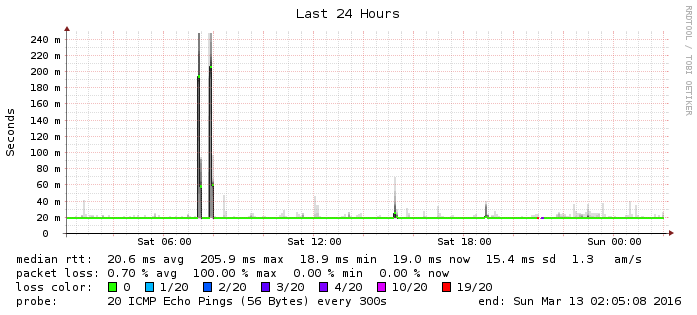 Last 24 Hours
RRDTOOL / TOBI OETIKER
Seconds
240 m
220 m
200 m
180 m
160 m
140 m
120 m
100 m
80 m
60 m
40 m
20 m
0
Sat 06:00 Sat 12:00 Sat 18:00 Sun 00:00
median rtt: 20.6 ms avg 205.9 ms max 18.9 ms min 19.0 ms now 15.4 ms sd 1.3 am/s
packet loss: 0.70 % avg 100.00 % max 0.00 % min 0.00 % now
loss color: 0 1/20 2/20 3/20 4/20 10/20 19/20
probe: 20 ICMP Echo Pings (56 Bytes) every 300s end: Sun Mar 13 02:05:08 2016